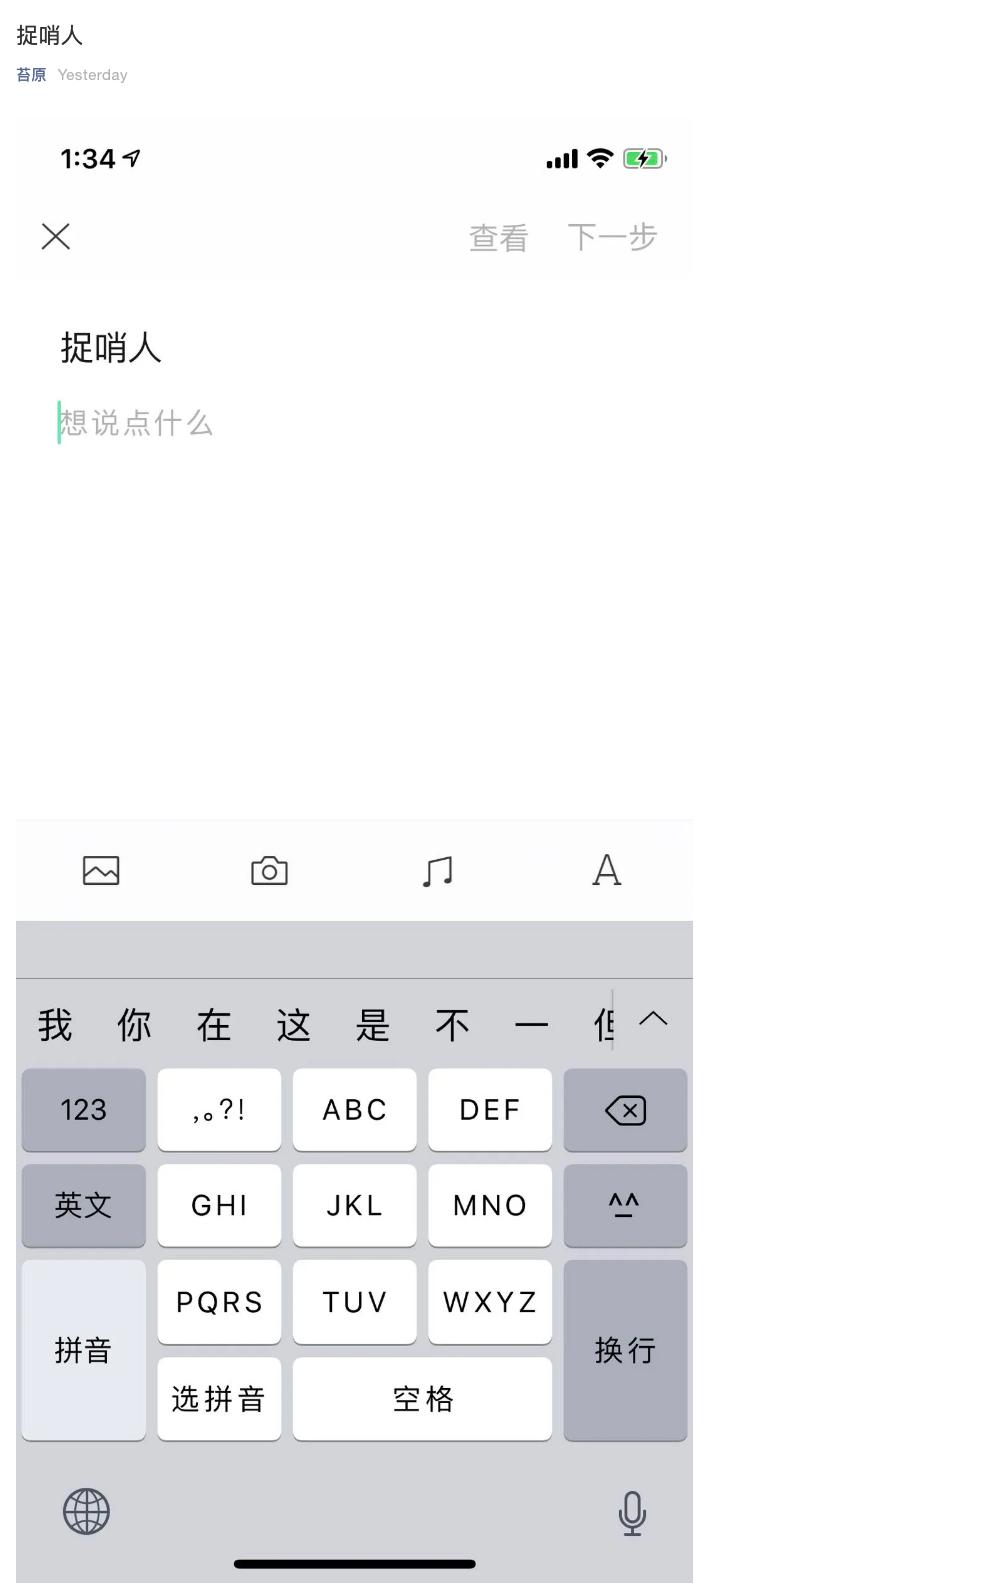 捉哨人
苔原 Yesterday
1:34
查看 下一步
捉哨人
想说点什么
我 你 在 这 是 不 一 但
123 ,。?! ABC DEF
英文 GHI JKL MNO ^^
拼音 PQRS TUV WXYZ 换行
选拼音 空格